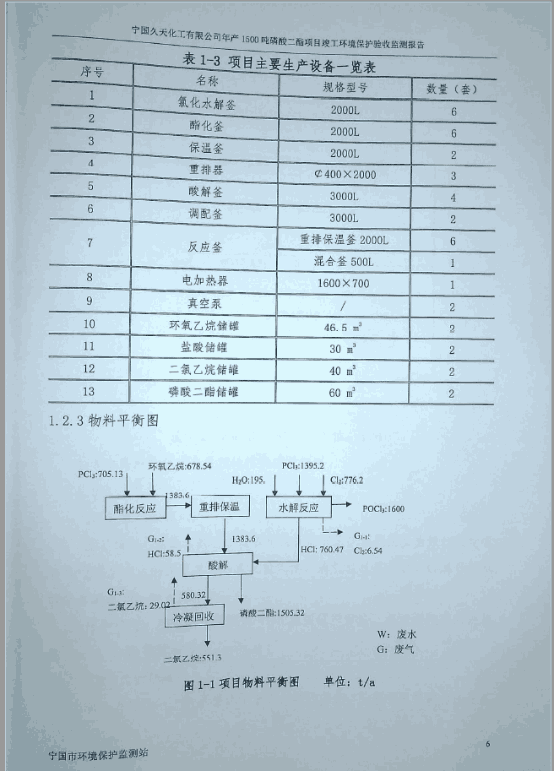 宁国久天化工有限公司年产1500吨磷酸二酯项目竣工环境保护验收监测报告
表 1-3 项目主要生产设备一览表
序号 名称 规格型号 数量（套）
1 氯化水解釜 2000L 6
2 酯化釜 2000L 6
3 保温釜 2000L 2
4 重排器 ¢400×2000 3
5 酸解釜 3000L 4
6 调配釜 3000L 2
7 反应釜 重排保温釜 2000L 6
混合釜 500L 1
8 电加热器 1600×700 1
9 真空泵 / 2
10 环氧乙烷储罐 46.5 m³ 2
11 盐酸储罐 30 m³ 2
12 二氯乙烷储罐 40 m³ 2
13 磷酸二酯储罐 60 m³ 2
1.2.3 物料平衡图
PCl₃:705.13 环氧乙烷:678.54 H₂O:195. PCl₃:1395.2 Cl₂:776.2
酯化反应 1383.6 重排保温 水解反应 POCl₃:1600
G₁₋₂: HCl:58.5 1383.6 HCl: 760.47 G₁₋₁: Cl₂:6.54
酸解
G₁₋₃: 二氯乙烷: 29.02 580.32
冷凝回收 磷酸二酯:1505.32
二氯乙烷:551.3
W: 废水
G: 废气
图 1-1 项目物料平衡图 单位: t/a
6
宁国市环境保护监测站